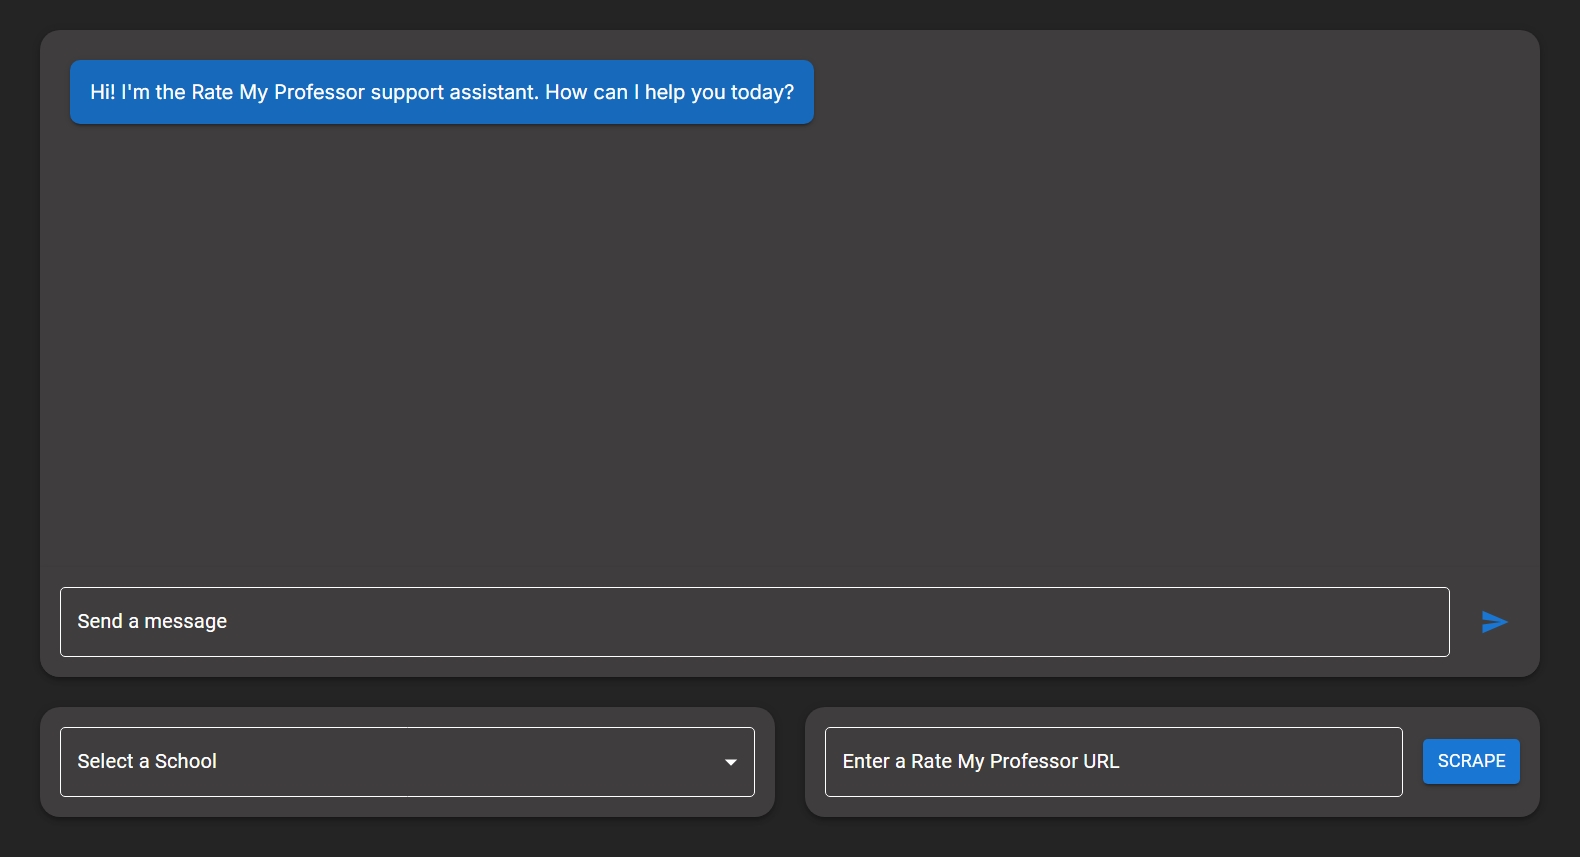 Hi! I'm the Rate My Professor support assistant. How can I help you today?
Send a message
Select a School
Enter a Rate My Professor URL
SCRAPE